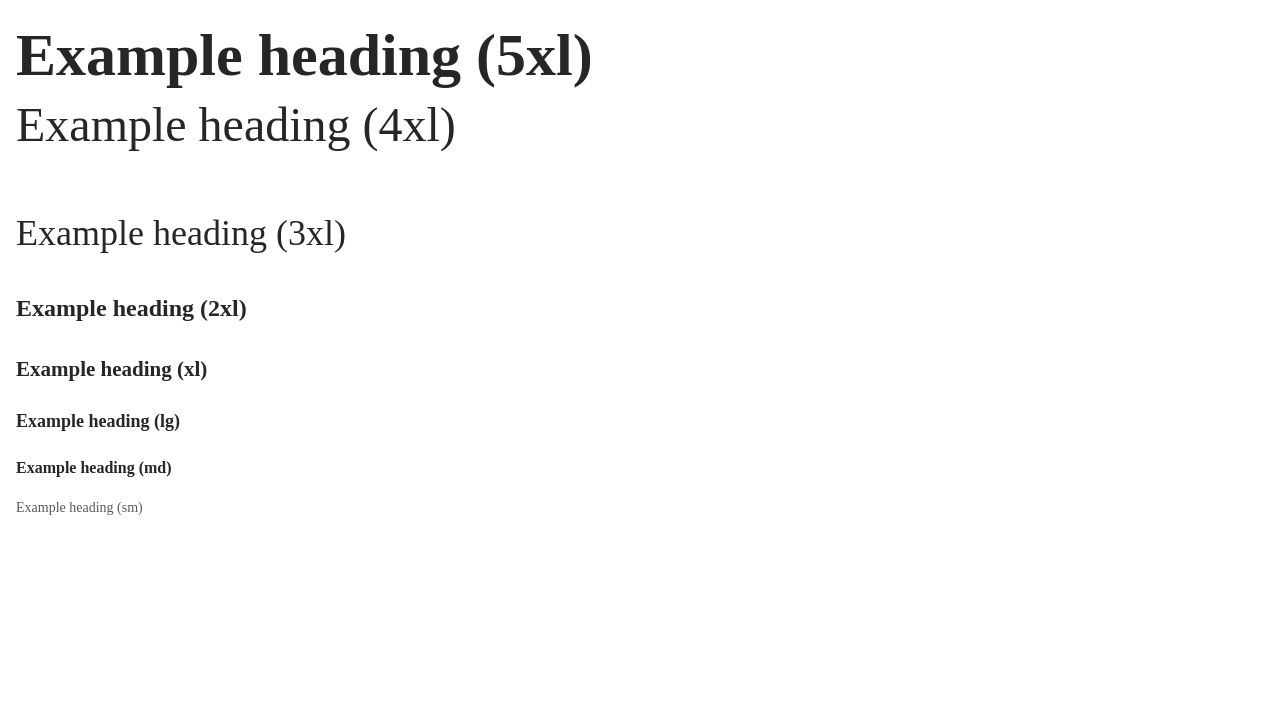 Example heading (5xl)
Example heading (4xl)
Example heading (3xl)
Example heading (2xl)
Example heading (xl)
Example heading (lg)
Example heading (md)
Example heading (sm)